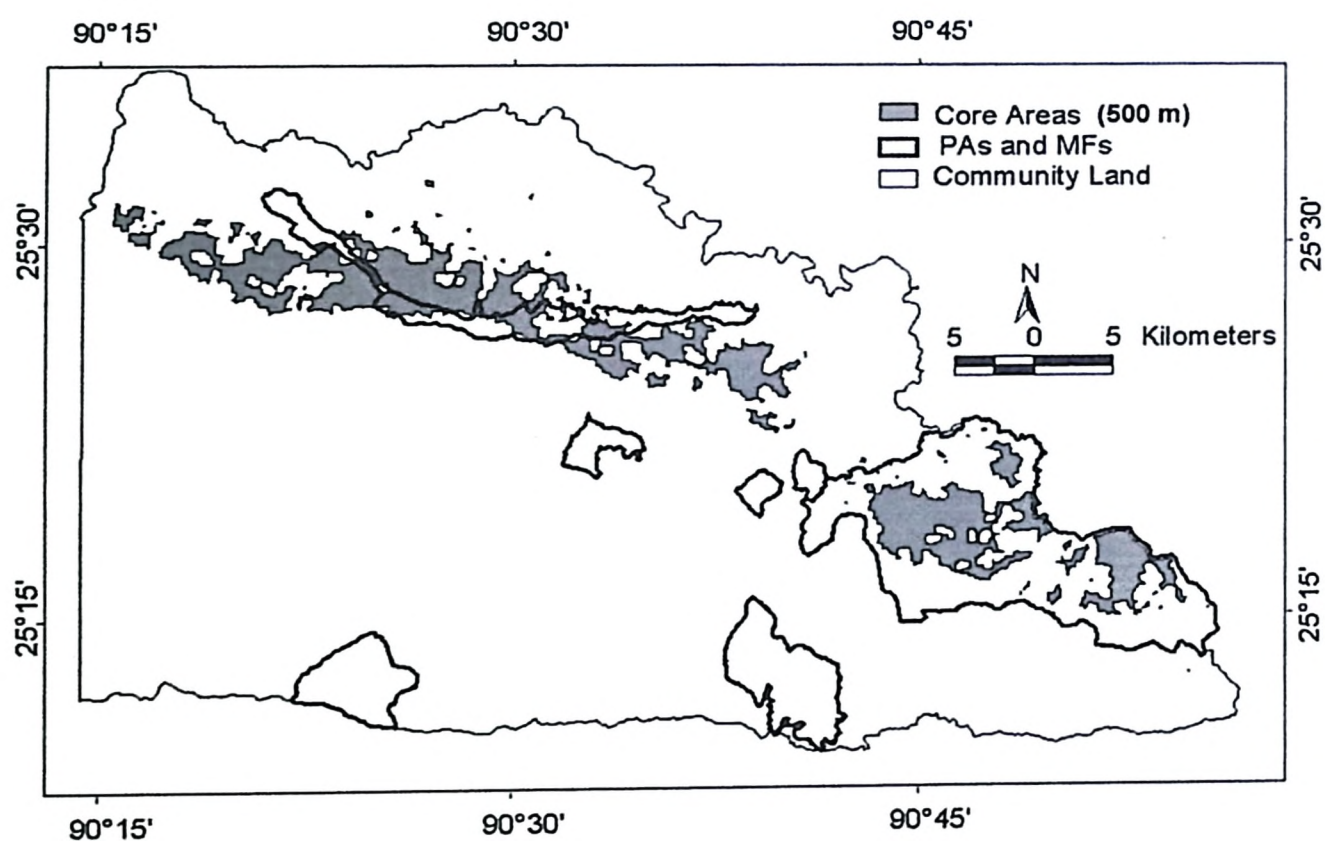 90°15' 90°30' 90°45'
Core Areas (500 m)
PAs and MFs
Community Land
25°30' 25°30'
N
5 0 5 Kilometers
25°15' 25°15'
90°15' 90°30' 90°45'